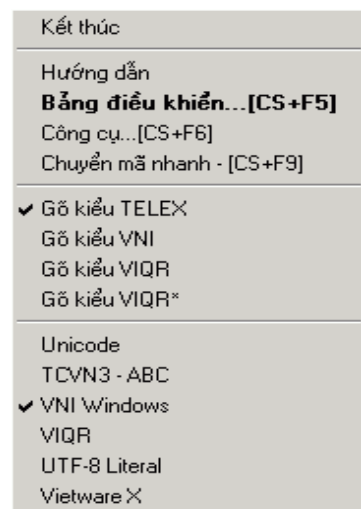 Kết thúc
Hướng dẫn
Bảng điều khiển...[CS+F5]
Công cụ...[CS+F6]
Chuyển mã nhanh - [CS+F9]
Gõ kiểu TELEX
Gõ kiểu VNI
Gõ kiểu VIQR
Gõ kiểu VIQR*
Unicode
TCVN3 - ABC
VNI Windows
VIQR
UTF-8 Literal
Vietware X